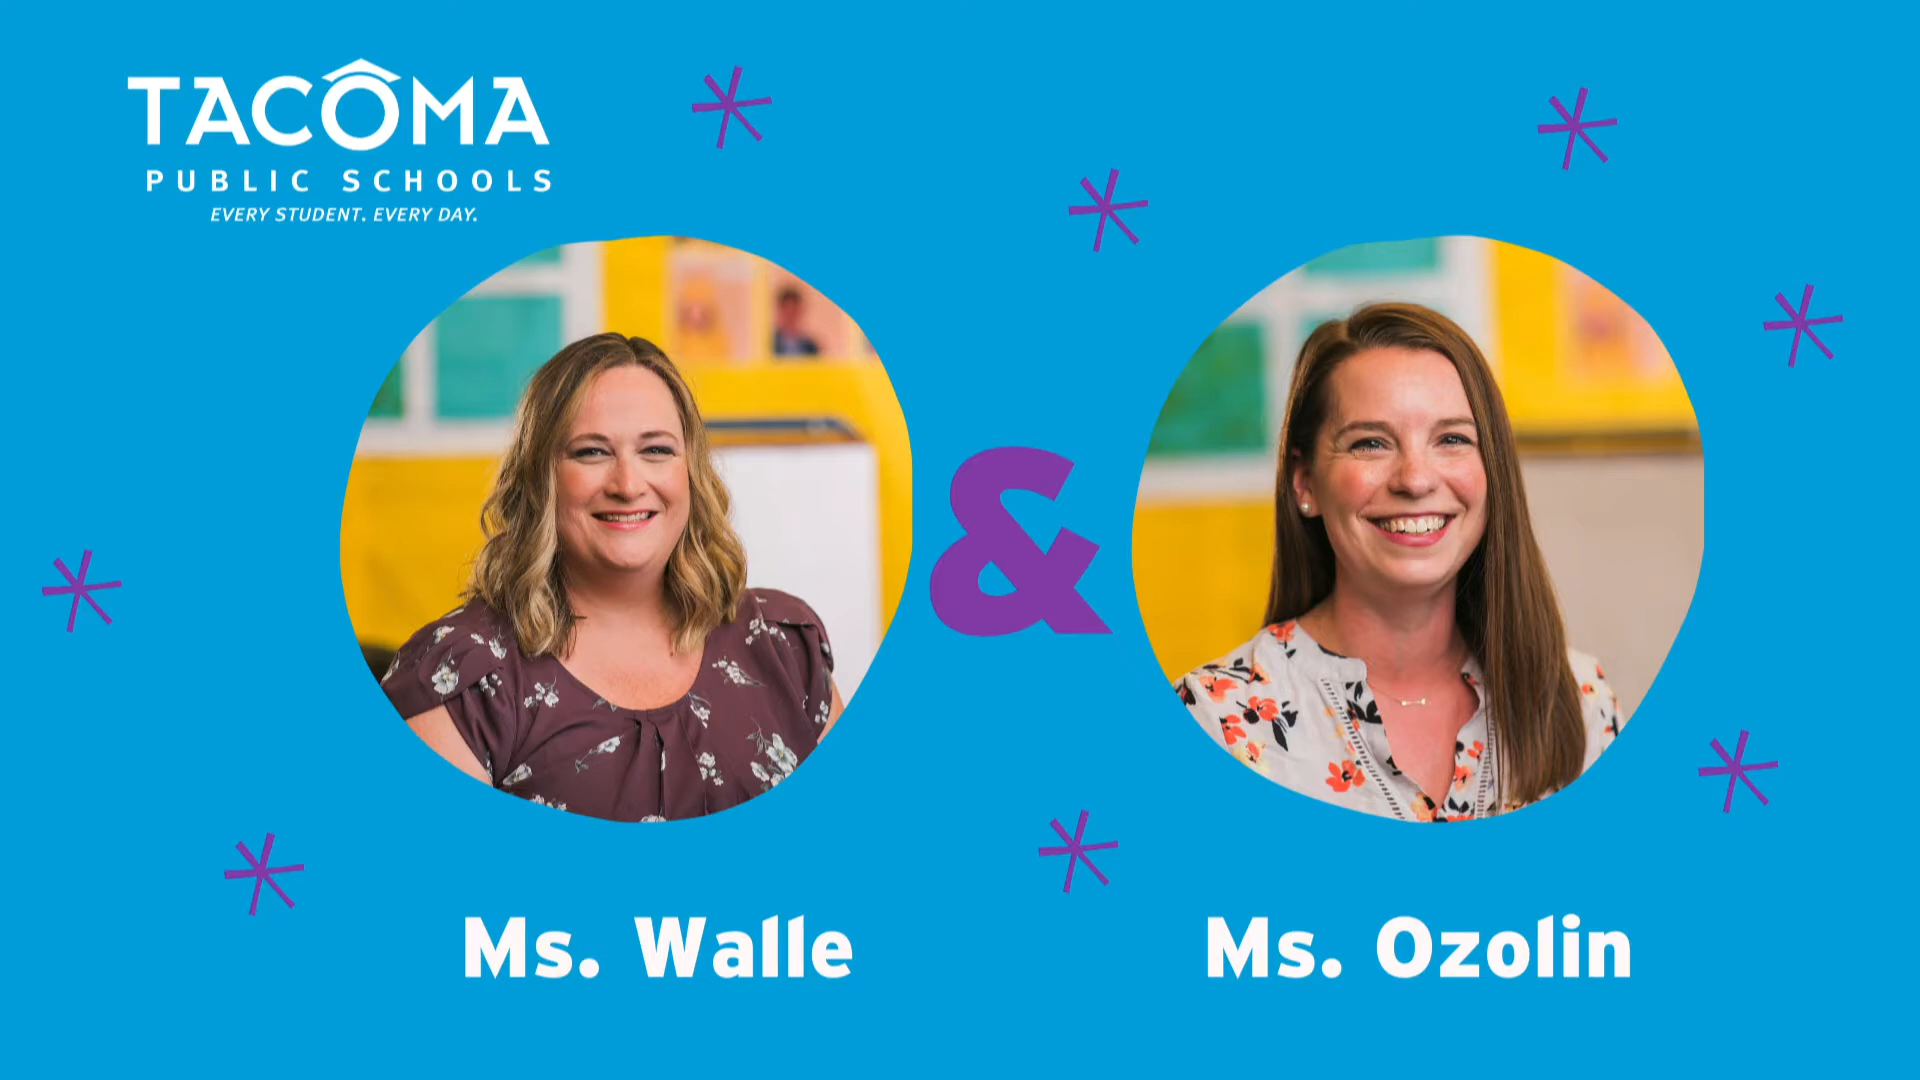 TACOMA
PUBLIC SCHOOLS
EVERY STUDENT. EVERY DAY.
&
Ms. Walle
Ms. Ozolin